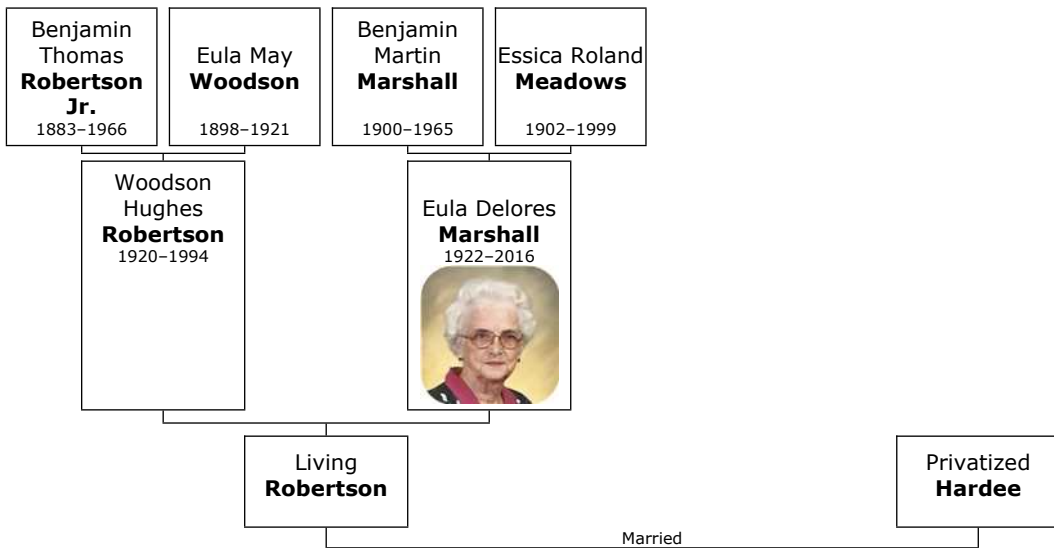 Benjamin
Thomas
Robertson
Jr.
1883–1966
Eula May
Woodson
1898–1921
Benjamin
Martin
Marshall
1900–1965
Essica Roland
Meadows
1902–1999
Woodson
Hughes
Robertson
1920–1994
Eula Delores
Marshall
1922–2016
Living
Robertson
Privatized
Hardee
Married